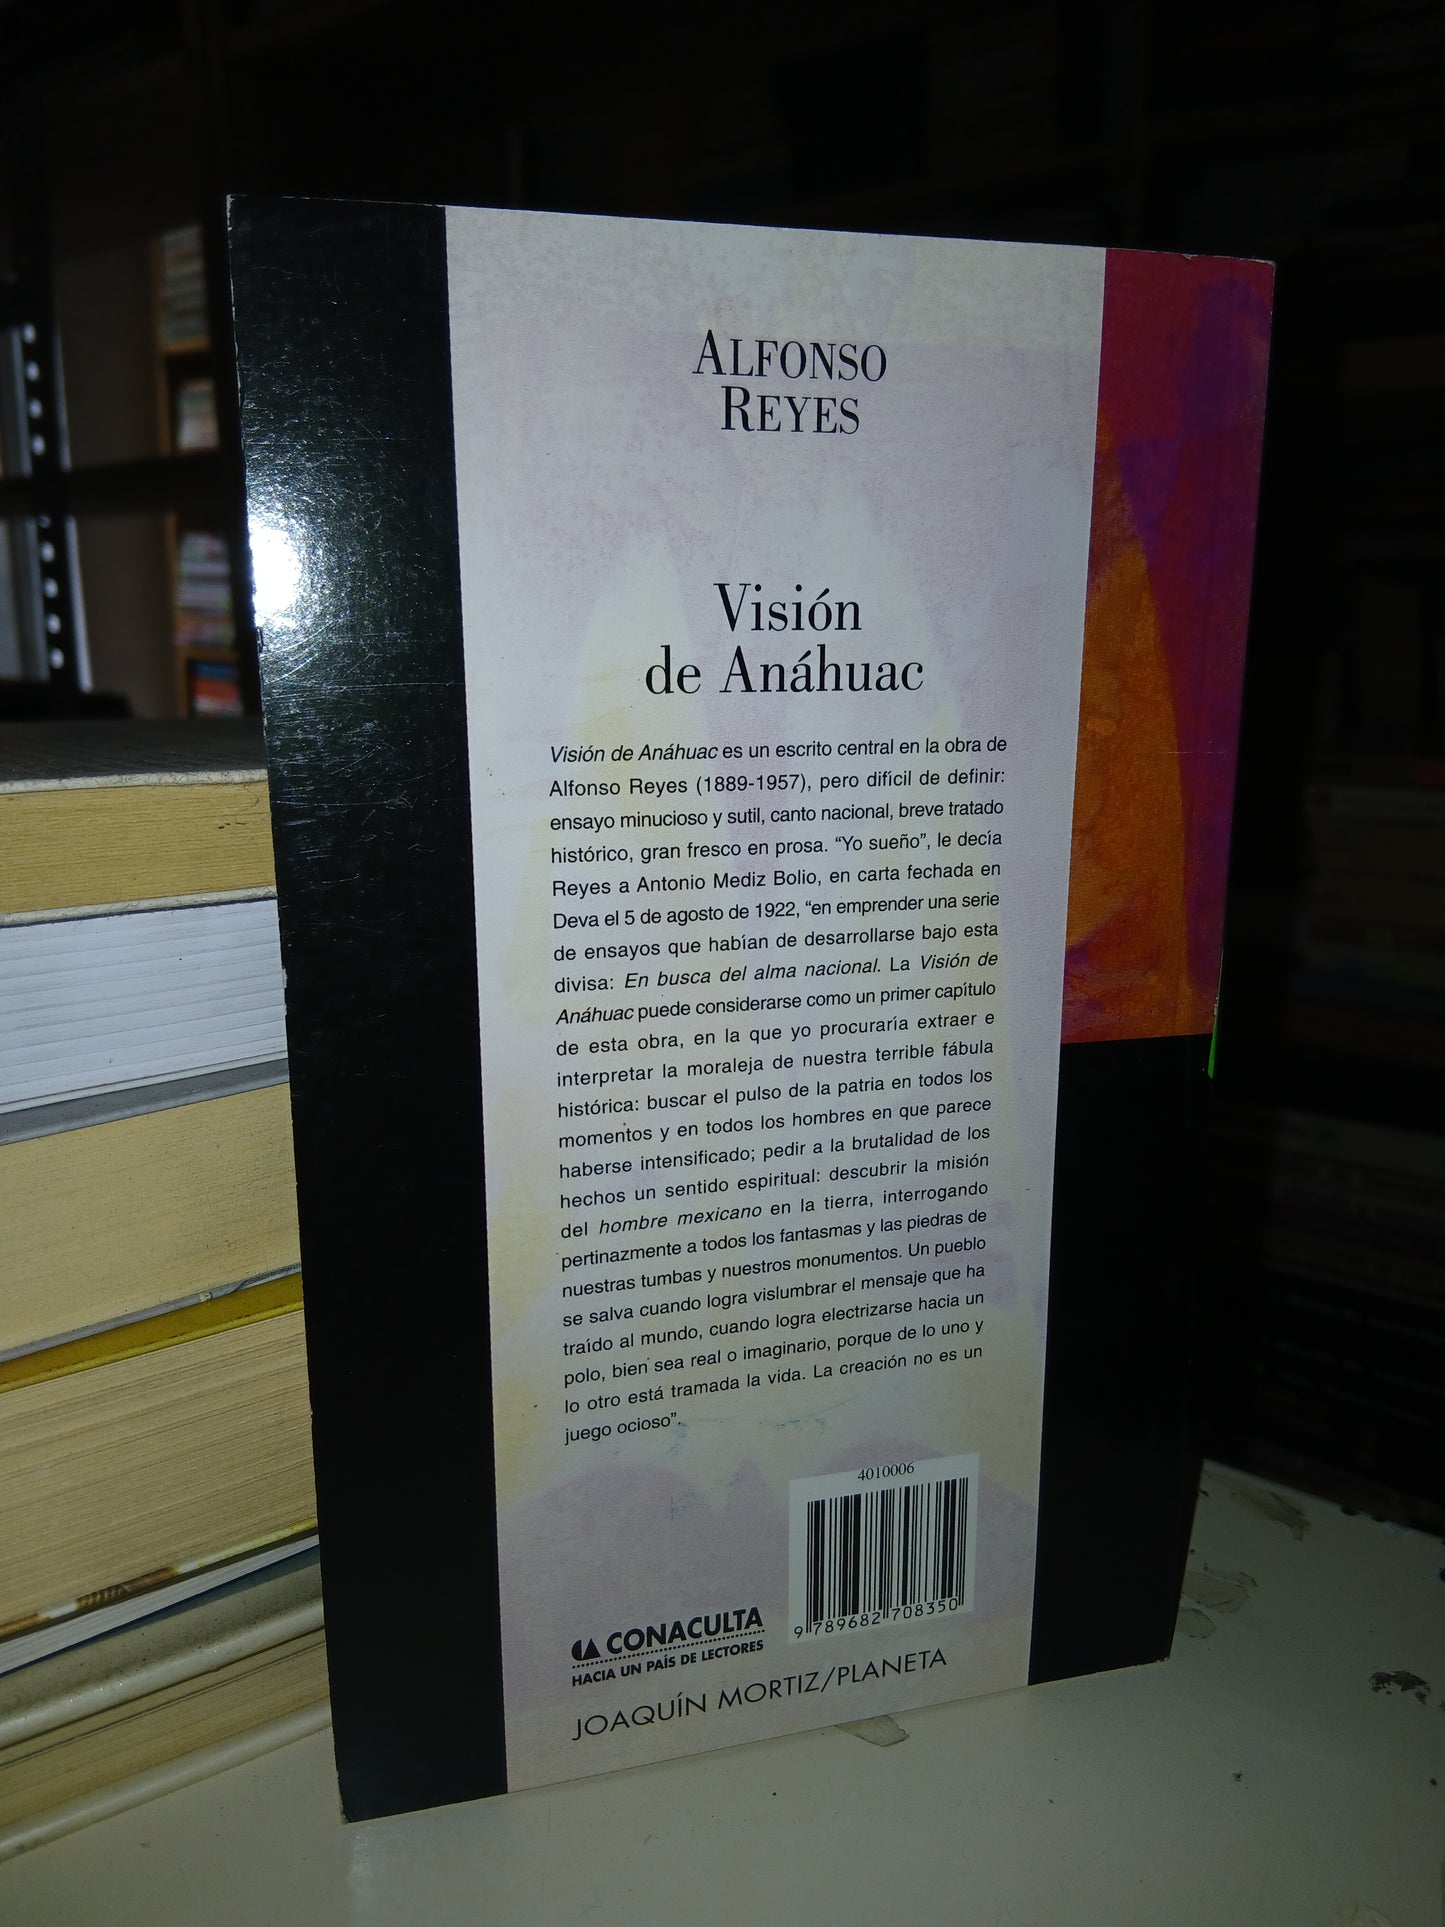 ALFONSO
REYES
Visión
de Anáhuac
Visión de Anáhuac es un escrito central en la obra de
Alfonso Reyes (1889-1957), pero difícil de definir:
ensayo minucioso y sutil, canto nacional, breve tratado
histórico, gran fresco en prosa. “Yo sueño”, le decía
Reyes a Antonio Mediz Bolio, en carta fechada en
Deva el 5 de agosto de 1922, “en emprender una serie
de ensayos que habían de desarrollarse bajo esta
divisa: En busca del alma nacional. La Visión de
Anáhuac puede considerarse como un primer capítulo
de esta obra, en la que yo procuraría extraer e
interpretar la moraleja de nuestra terrible fábula
histórica: buscar el pulso de la patria en todos los
momentos y en todos los hombres en que parece
haberse intensificado; pedir a la brutalidad de los
hechos un sentido espiritual: descubrir la misión
del hombre mexicano en la tierra, interrogando
pertinazmente a todos los fantasmas y las piedras de
nuestras tumbas y nuestros monumentos. Un pueblo
se salva cuando logra vislumbrar el mensaje que ha
traído al mundo, cuando logra electrizarse hacia un
polo, bien sea real o imaginario, porque de lo uno y
lo otro está tramada la vida. La creación no es un
juego ocioso”.
4010006
9 789682 708350
CONACULTA
HACIA UN PAÍS DE LECTORES
JOAQUÍN MORTIZ/PLANETA